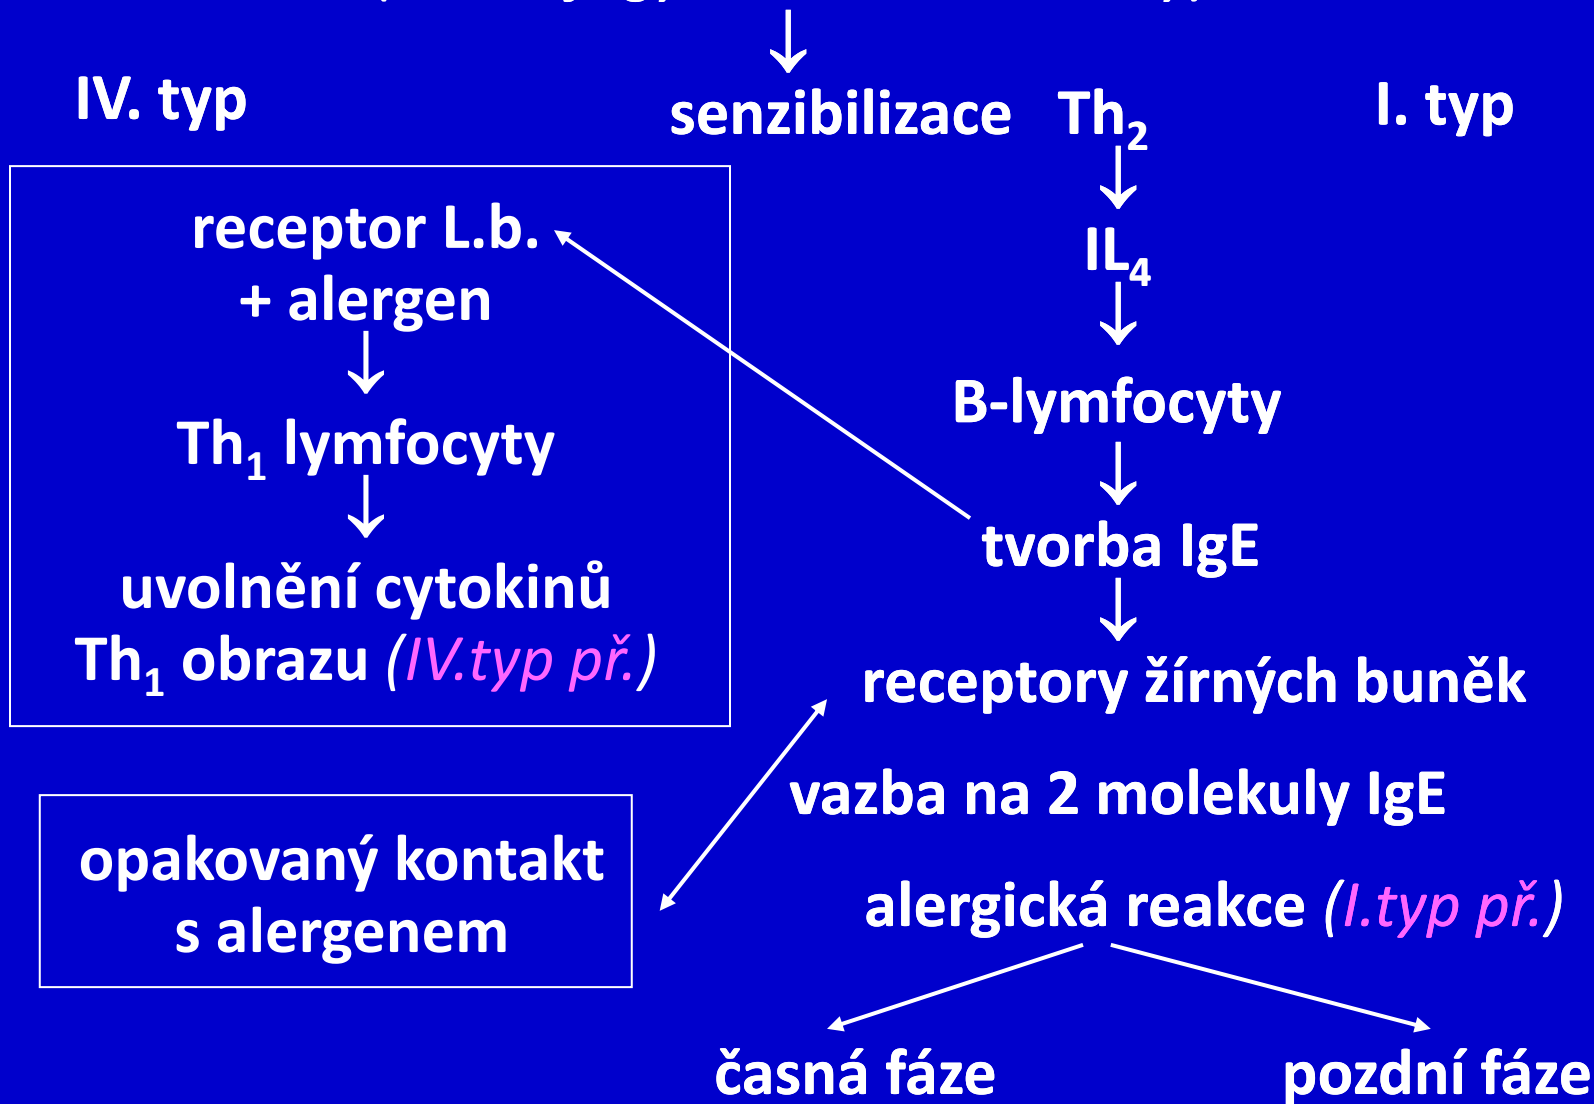 IV. typ
senzibilizace Th₂
I. typ
receptor L.b.
+ alergen
Th₁ lymfocyty
uvolnění cytokinů
Th₁ obrazu (IV.typ př.)
IL₄
B-lymfocyty
tvorba IgE
receptory žírných buněk
vazba na 2 molekuly IgE
opakovaný kontakt
s alergenem
alergická reakce (I.typ př.)
časná fáze
pozdní fáze